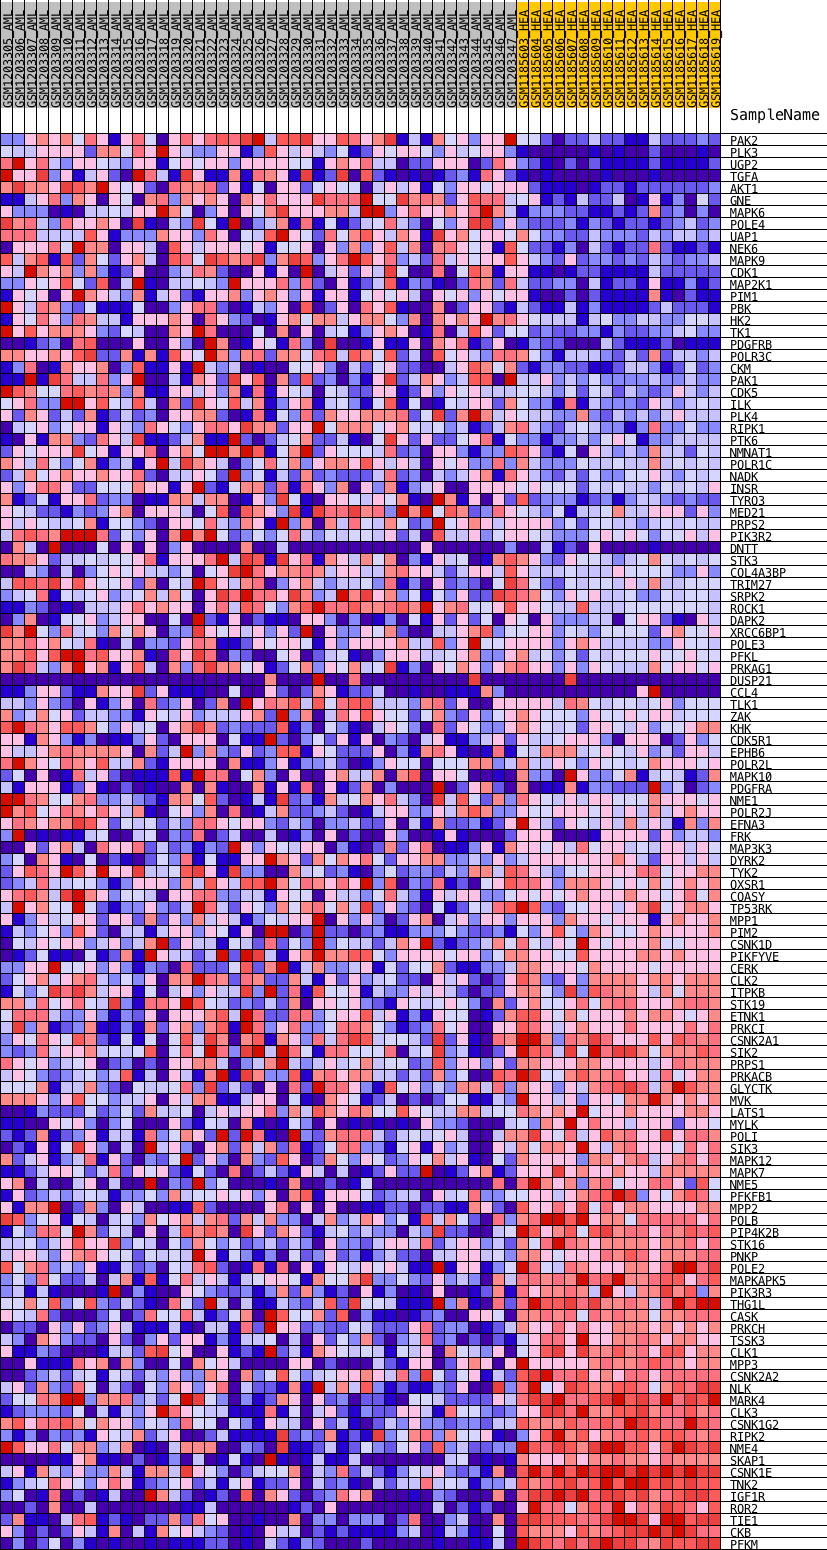 GSM1203305_AML
GSM1203306_AML
GSM1203307_AML
GSM1203308_AML
GSM1203309_AML
GSM1203310_AML
GSM1203311_AML
GSM1203312_AML
GSM1203313_AML
GSM1203314_AML
GSM1203315_AML
GSM1203316_AML
GSM1203317_AML
GSM1203318_AML
GSM1203319_AML
GSM1203320_AML
GSM1203321_AML
GSM1203322_AML
GSM1203323_AML
GSM1203324_AML
GSM1203325_AML
GSM1203326_AML
GSM1203327_AML
GSM1203328_AML
GSM1203329_AML
GSM1203330_AML
GSM1203331_AML
GSM1203332_AML
GSM1203333_AML
GSM1203334_AML
GSM1203335_AML
GSM1203336_AML
GSM1203337_AML
GSM1203338_AML
GSM1203339_AML
GSM1203340_AML
GSM1203341_AML
GSM1203342_AML
GSM1203343_AML
GSM1203344_AML
GSM1203345_AML
GSM1203346_AML
GSM1203347_AML
GSM1185603_HEA
GSM1185604_HEA
GSM1185605_HEA
GSM1185606_HEA
GSM1185607_HEA
GSM1185608_HEA
GSM1185609_HEA
GSM1185610_HEA
GSM1185611_HEA
GSM1185612_HEA
GSM1185613_HEA
GSM1185614_HEA
GSM1185615_HEA
GSM1185616_HEA
GSM1185617_HEA
GSM1185618_HEA
GSM1185619_HEA
SampleName
PAK2
PLK3
UGP2
TGFA
AKT1
GNE
MAPK6
POLE4
UAP1
NEK6
MAPK9
CDK1
MAP2K1
PIM1
PBK
HK2
TK1
PDGFRB
POLR3C
CKM
PAK1
CDK5
ILK
PLK4
RIPK1
PTK6
NMNAT1
POLR1C
NADK
INSR
TYRO3
MED21
PRPS2
PIK3R2
DNTT
STK3
COL4A3BP
TRIM27
SRPK2
ROCK1
DAPK2
XRCC6BP1
POLE3
PFKL
PRKAG1
DUSP21
CCL4
TLK1
ZAK
KHK
CDK5R1
EPHB6
POLR2L
MAPK10
PDGFRA
NME1
POLR2J
EFNA3
FRK
MAP3K3
DYRK2
TYK2
OXSR1
COASY
TP53RK
MPP1
PIM2
CSNK1D
PIKFYVE
CERK
CLK2
ITPKB
STK19
ETNK1
PRKCI
CSNK2A1
SIK2
PRPS1
PRKACB
GLYCTK
MVK
LATS1
MYLK
POLI
SIK3
MAPK12
MAPK7
NME5
PFKFB1
MPP2
POLB
PIP4K2B
STK16
PNKP
POLE2
MAPKAPK5
PIK3R3
THG1L
CASK
PRKCH
TSSK3
CLK1
MPP3
CSNK2A2
NLK
MARK4
CLK3
CSNK1G2
RIPK2
NME4
SKAP1
CSNK1E
TNK2
IGF1R
ROR2
TIE1
CKB
PFKM